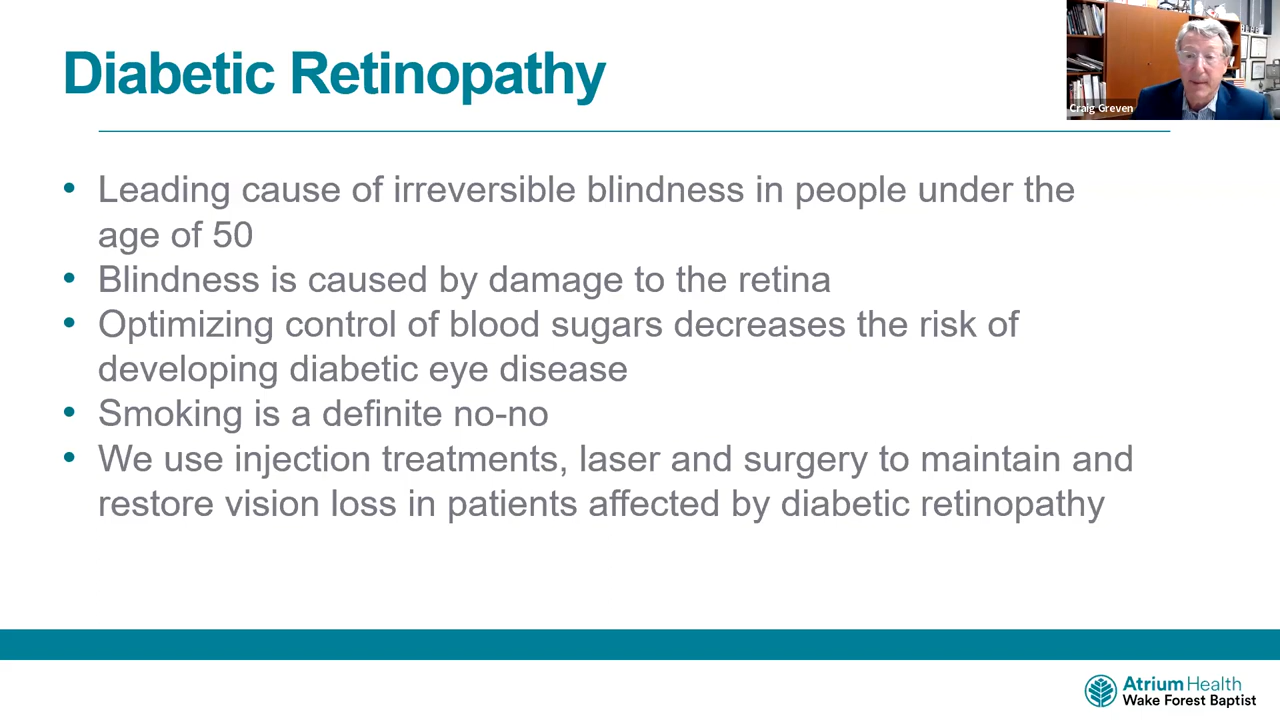 Diabetic Retinopathy
Craig Greven
• Leading cause of irreversible blindness in people under the
age of 50
• Blindness is caused by damage to the retina
• Optimizing control of blood sugars decreases the risk of
developing diabetic eye disease
• Smoking is a definite no-no
• We use injection treatments, laser and surgery to maintain and
restore vision loss in patients affected by diabetic retinopathy
Atrium Health
Wake Forest Baptist